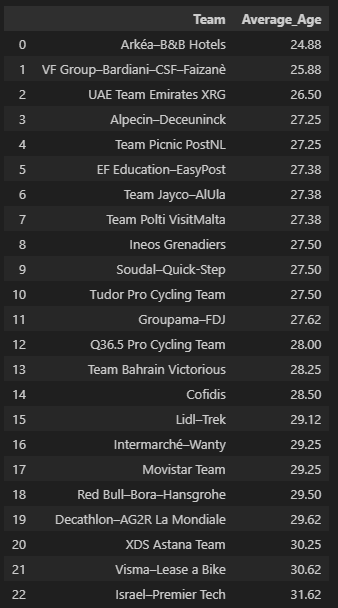 Team Average_Age
0 Arkéa–B&B Hotels 24.88
1 VF Group–Bardiani–CSF–Faizanè 25.88
2 UAE Team Emirates XRG 26.50
3 Alpecin–Deceuninck 27.25
4 Team Picnic PostNL 27.25
5 EF Education–EasyPost 27.38
6 Team Jayco–AlUla 27.38
7 Team Polti VisitMalta 27.38
8 Ineos Grenadiers 27.50
9 Soudal–Quick-Step 27.50
10 Tudor Pro Cycling Team 27.50
11 Groupama–FDJ 27.62
12 Q36.5 Pro Cycling Team 28.00
13 Team Bahrain Victorious 28.25
14 Cofidis 28.50
15 Lidl–Trek 29.12
16 Intermarché–Wanty 29.25
17 Movistar Team 29.25
18 Red Bull–Bora–Hansgrohe 29.50
19 Decathlon–AG2R La Mondiale 29.62
20 XDS Astana Team 30.25
21 Visma–Lease a Bike 30.62
22 Israel–Premier Tech 31.62